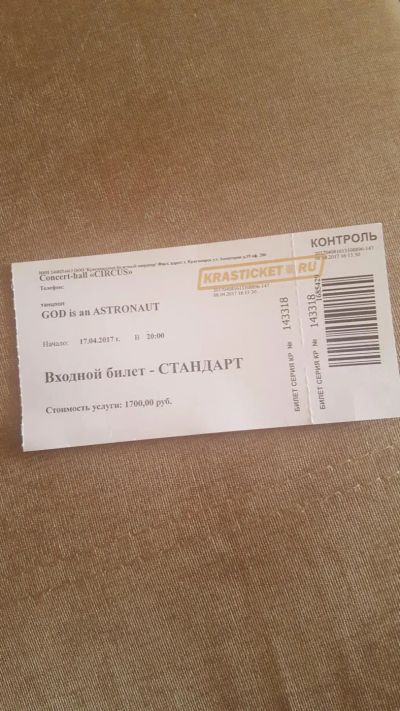 Concert-hall «CIRCUS»
Телефон:
KRASTICKET RU
КОНТРОЛЬ
танцпол
GOD is an ASTRONAUT
Начало: 17.04.2017 г. В 20:00
Входной билет - СТАНДАРТ
Стоимость услуги: 1700,00 руб.
БИЛЕТ СЕРИЯ КР № 143318
БИЛЕТ СЕРИЯ КР № 143318